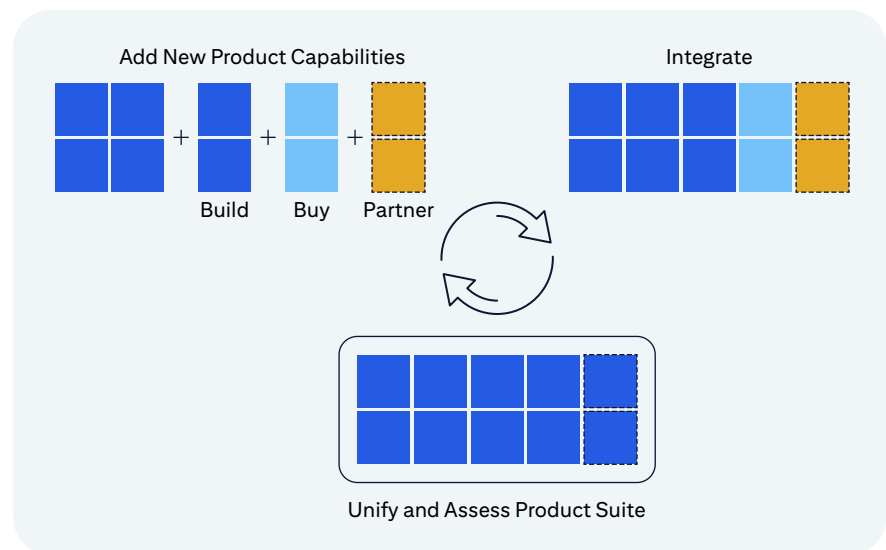 Add New Product Capabilities
Integrate
+ + +
Build Buy Partner
Unify and Assess Product Suite